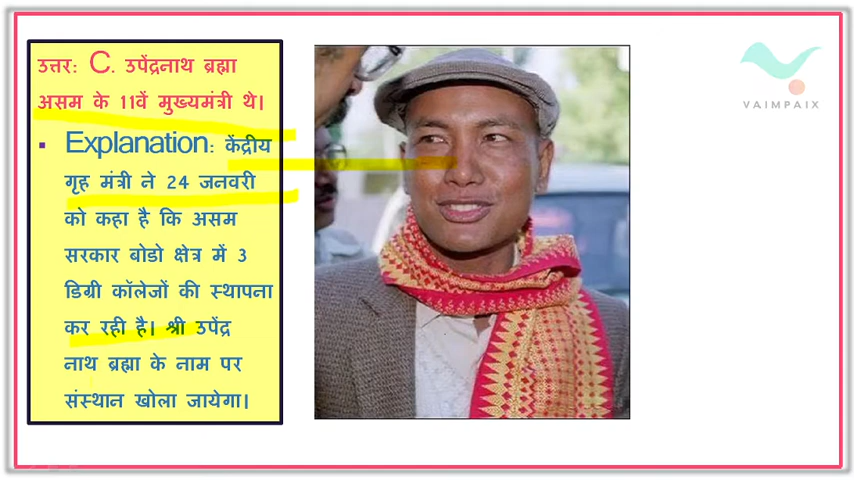 उत्तर: C. उपेंद्रनाथ ब्रह्मा
असम के 11वें मुख्यमंत्री थे।
▪ Explanation: केंद्रीय
गृह मंत्री ने 24 जनवरी
को कहा है कि असम
सरकार बोडो क्षेत्र में 3
डिग्री कॉलेजों की स्थापना
कर रही है। श्री उपेंद्र
नाथ ब्रह्मा के नाम पर
संस्थान खोला जायेगा।
VAIMPAIX